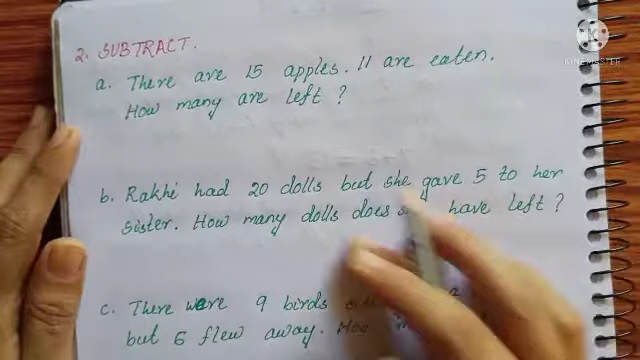 2. SUBTRACT.
a. There are 15 apples. 11 are eaten.
How many are left ?
b. Rakhi had 20 dolls but she gave 5 to her
sister. How many dolls does have left ?
c. There were 9 birds a
but 6 flew away. How
KINEMASTER